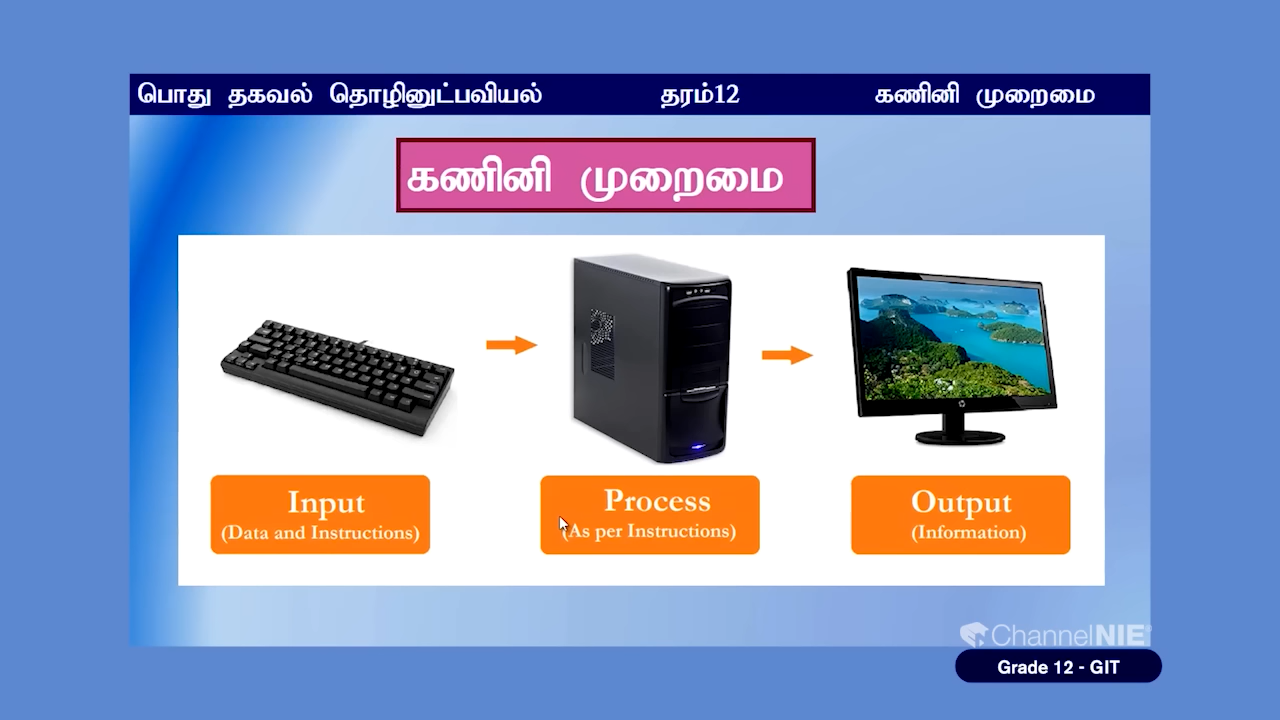 பொது தகவல் தொழினுட்பவியல் தரம்12 கணினி முறைமை
கணினி முறைமை
Input
(Data and Instructions)
Process
(As per Instructions)
Output
(Information)
ChannelNIE
Grade 12 - GIT